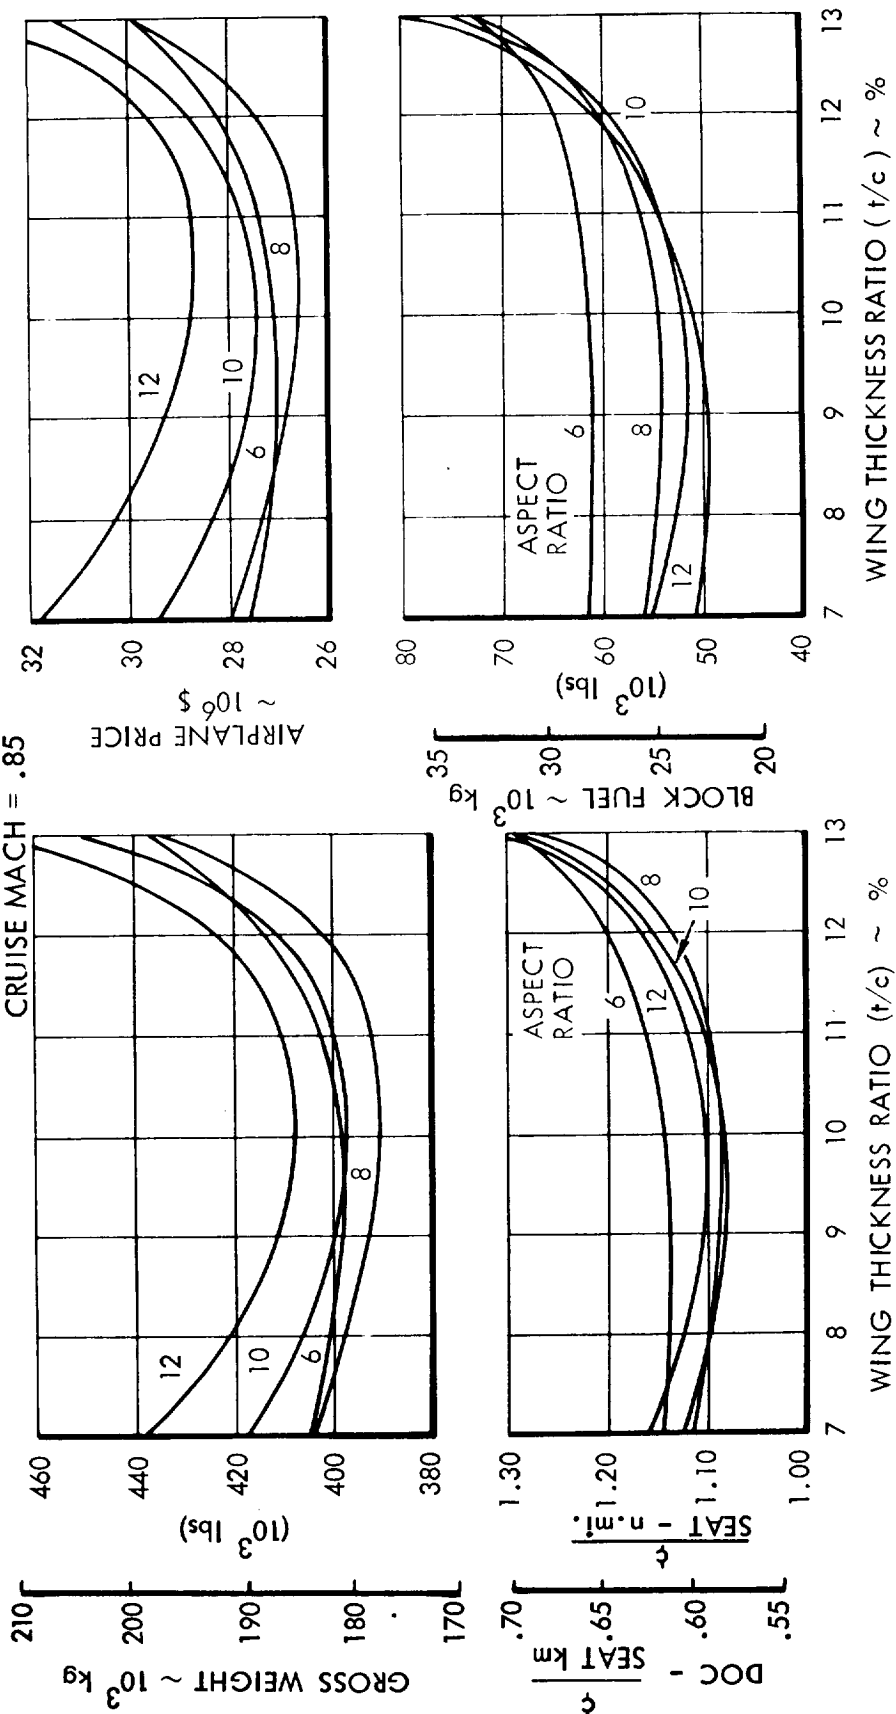 CRUISE MACH = .85
GROSS WEIGHT ~ 10³ kg
210
200
190
180
170
(10³ lbs)
460
440
420
400
380
12
10
6
8
AIRPLANE PRICE
~ 10⁶ $
32
30
28
26
12
10
6
8
DOC - ¢
SEAT km
.70
.65
.60
.55
¢
SEAT - n.mi.
1.30
1.20
1.10
1.00
ASPECT
RATIO
6
12
10
8
7 8 9 10 11 12 13
WING THICKNESS RATIO (t/c) ~ %
BLOCK FUEL ~ 10³ kg
35
30
25
20
(10³ lbs)
80
70
60
50
40
ASPECT
RATIO
6
8
12
10
7 8 9 10 11 12 13
WING THICKNESS RATIO (t/c) ~ %